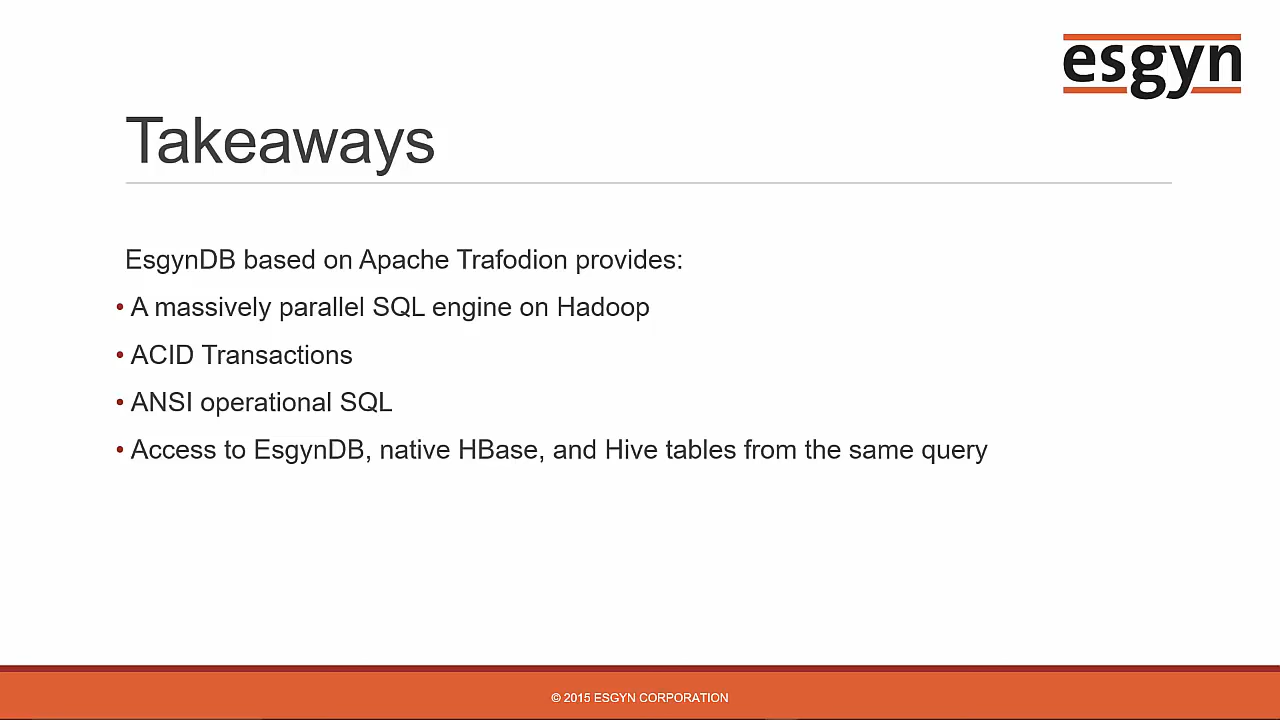 esgyn
Takeaways
EsgynDB based on Apache Trafodion provides:
• A massively parallel SQL engine on Hadoop
• ACID Transactions
• ANSI operational SQL
• Access to EsgynDB, native HBase, and Hive tables from the same query
© 2015 ESGYN CORPORATION